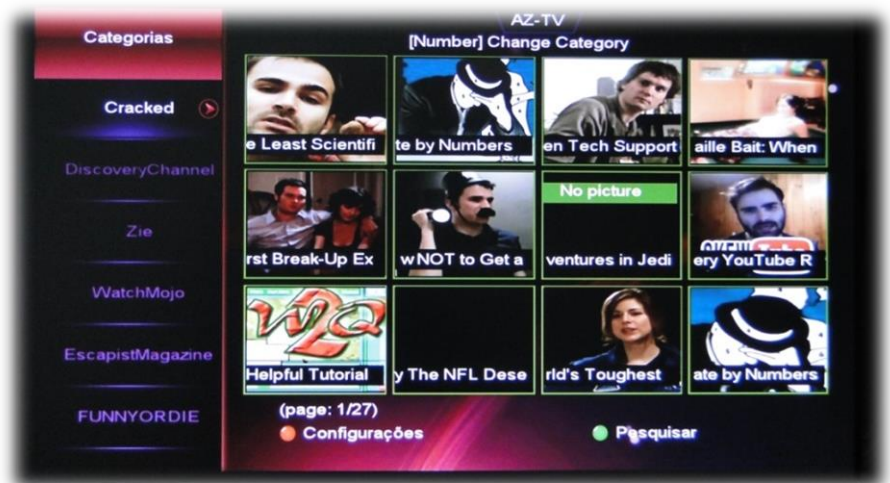 AZ-TV
Categorias
[Number] Change Category
Cracked
DiscoveryChannel
Zie
WatchMojo
EscapistMagazine
FUNNYORDIE
e Least Scientifi
te by Numbers
en Tech Support
aille Bait: When
No picture
rst Break-Up Ex
w NOT to Get a
ventures in Jedi
ery YouTube R
Helpful Tutorial
y The NFL Dese
rld's Toughest
ate by Numbers
(page: 1/27)
Configurações
Pesquisar